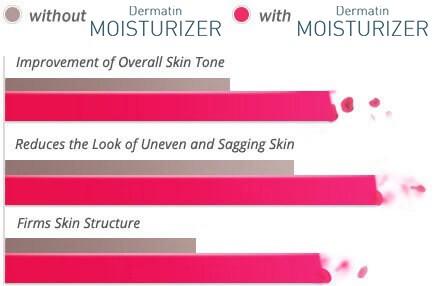 without Dermatin MOISTURIZER with Dermatin MOISTURIZER
Improvement of Overall Skin Tone
Reduces the Look of Uneven and Sagging Skin
Firms Skin Structure